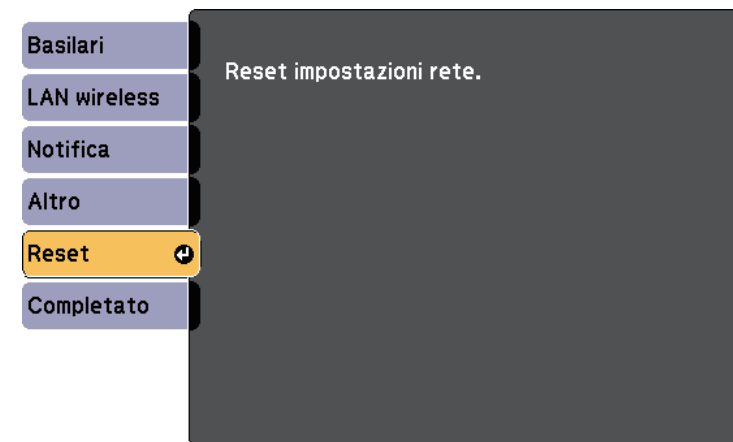 Basilari
LAN wireless
Notifica
Altro
Reset
Completato
Reset impostazioni rete.